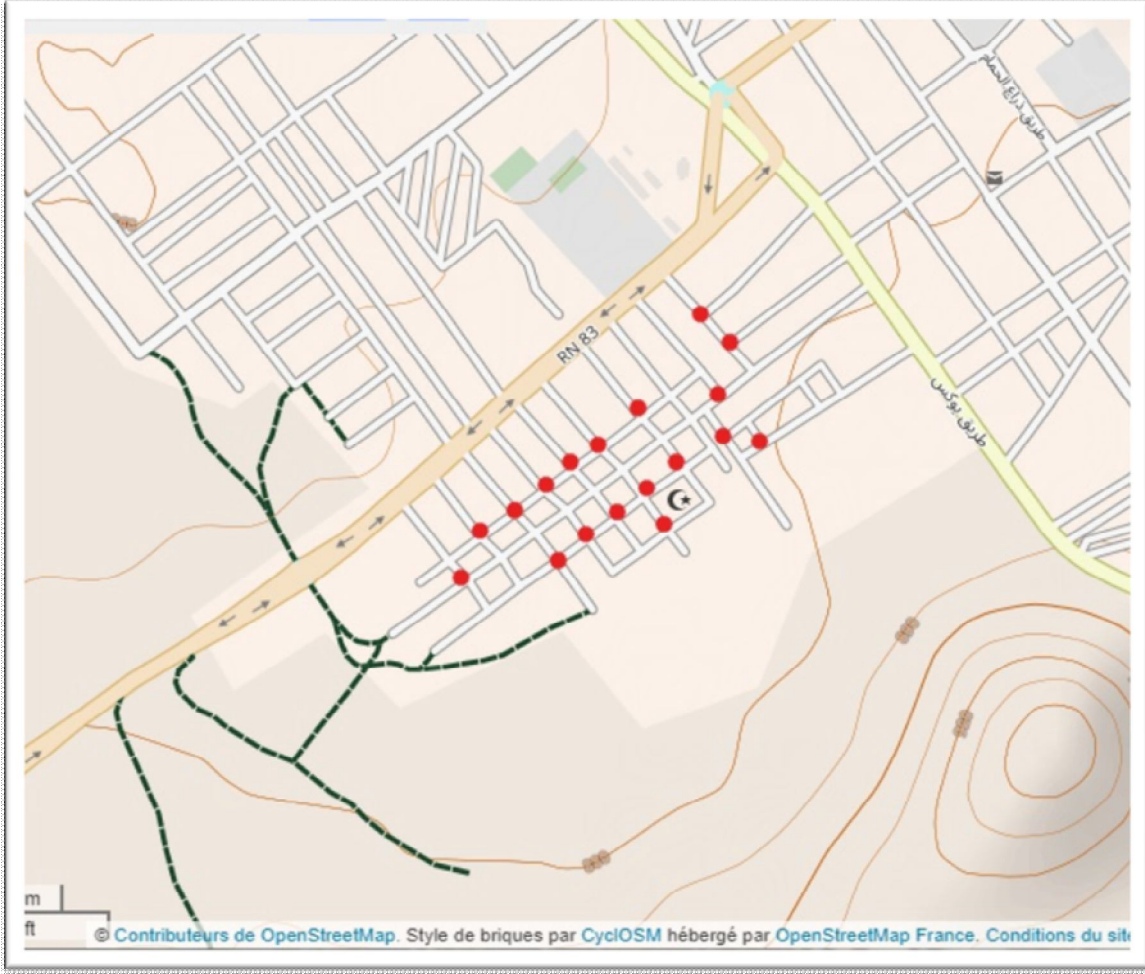 طريق ذراع الحمام
RN 83
طريق بوكس
m
ft
© Contributeurs de OpenStreetMap. Style de briques par CyclOSM hébergé par OpenStreetMap France. Conditions du site